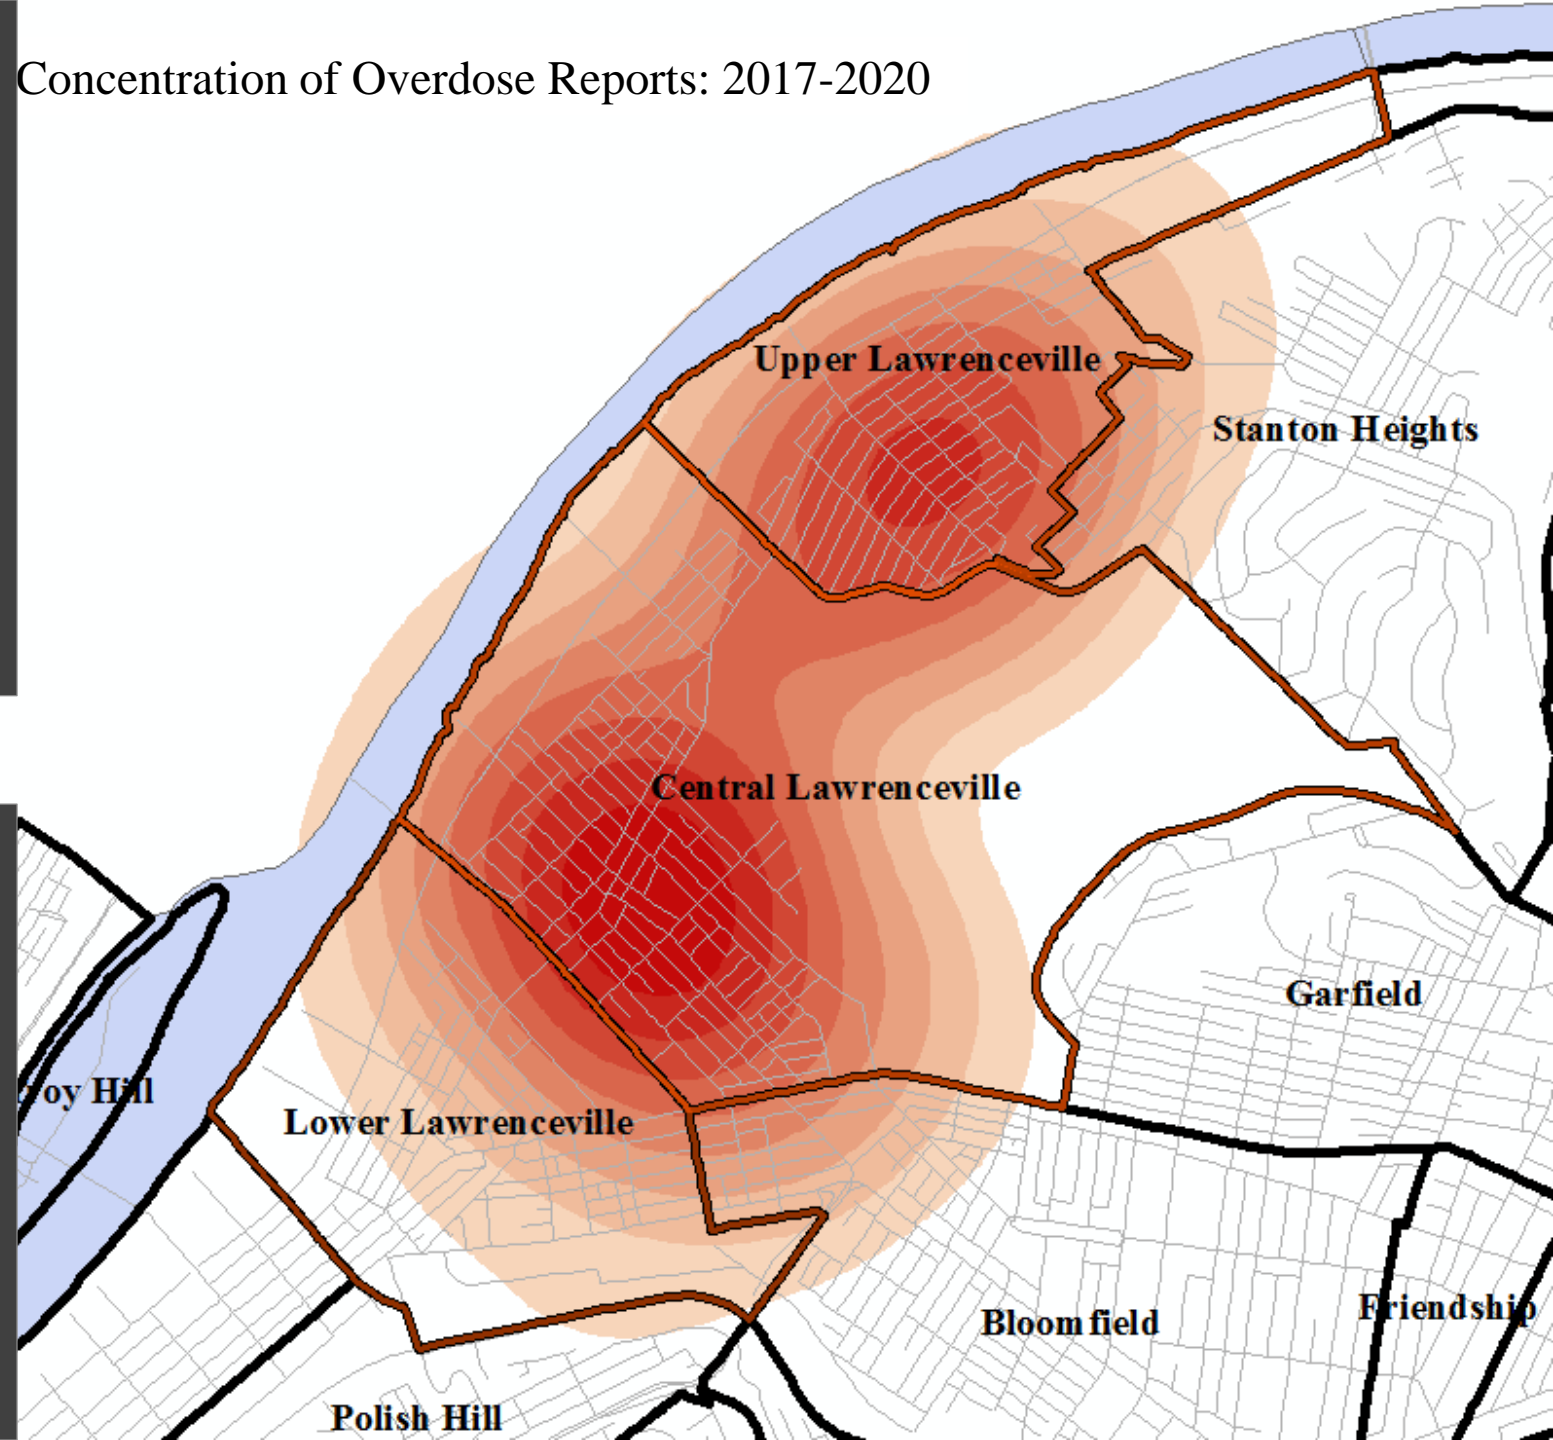 Concentration of Overdose Reports: 2017-2020
Upper Lawrenceville
Stanton Heights
Central Lawrenceville
Garfield
Hill
Lower Lawrenceville
Friendship
Bloomfield
Polish Hill